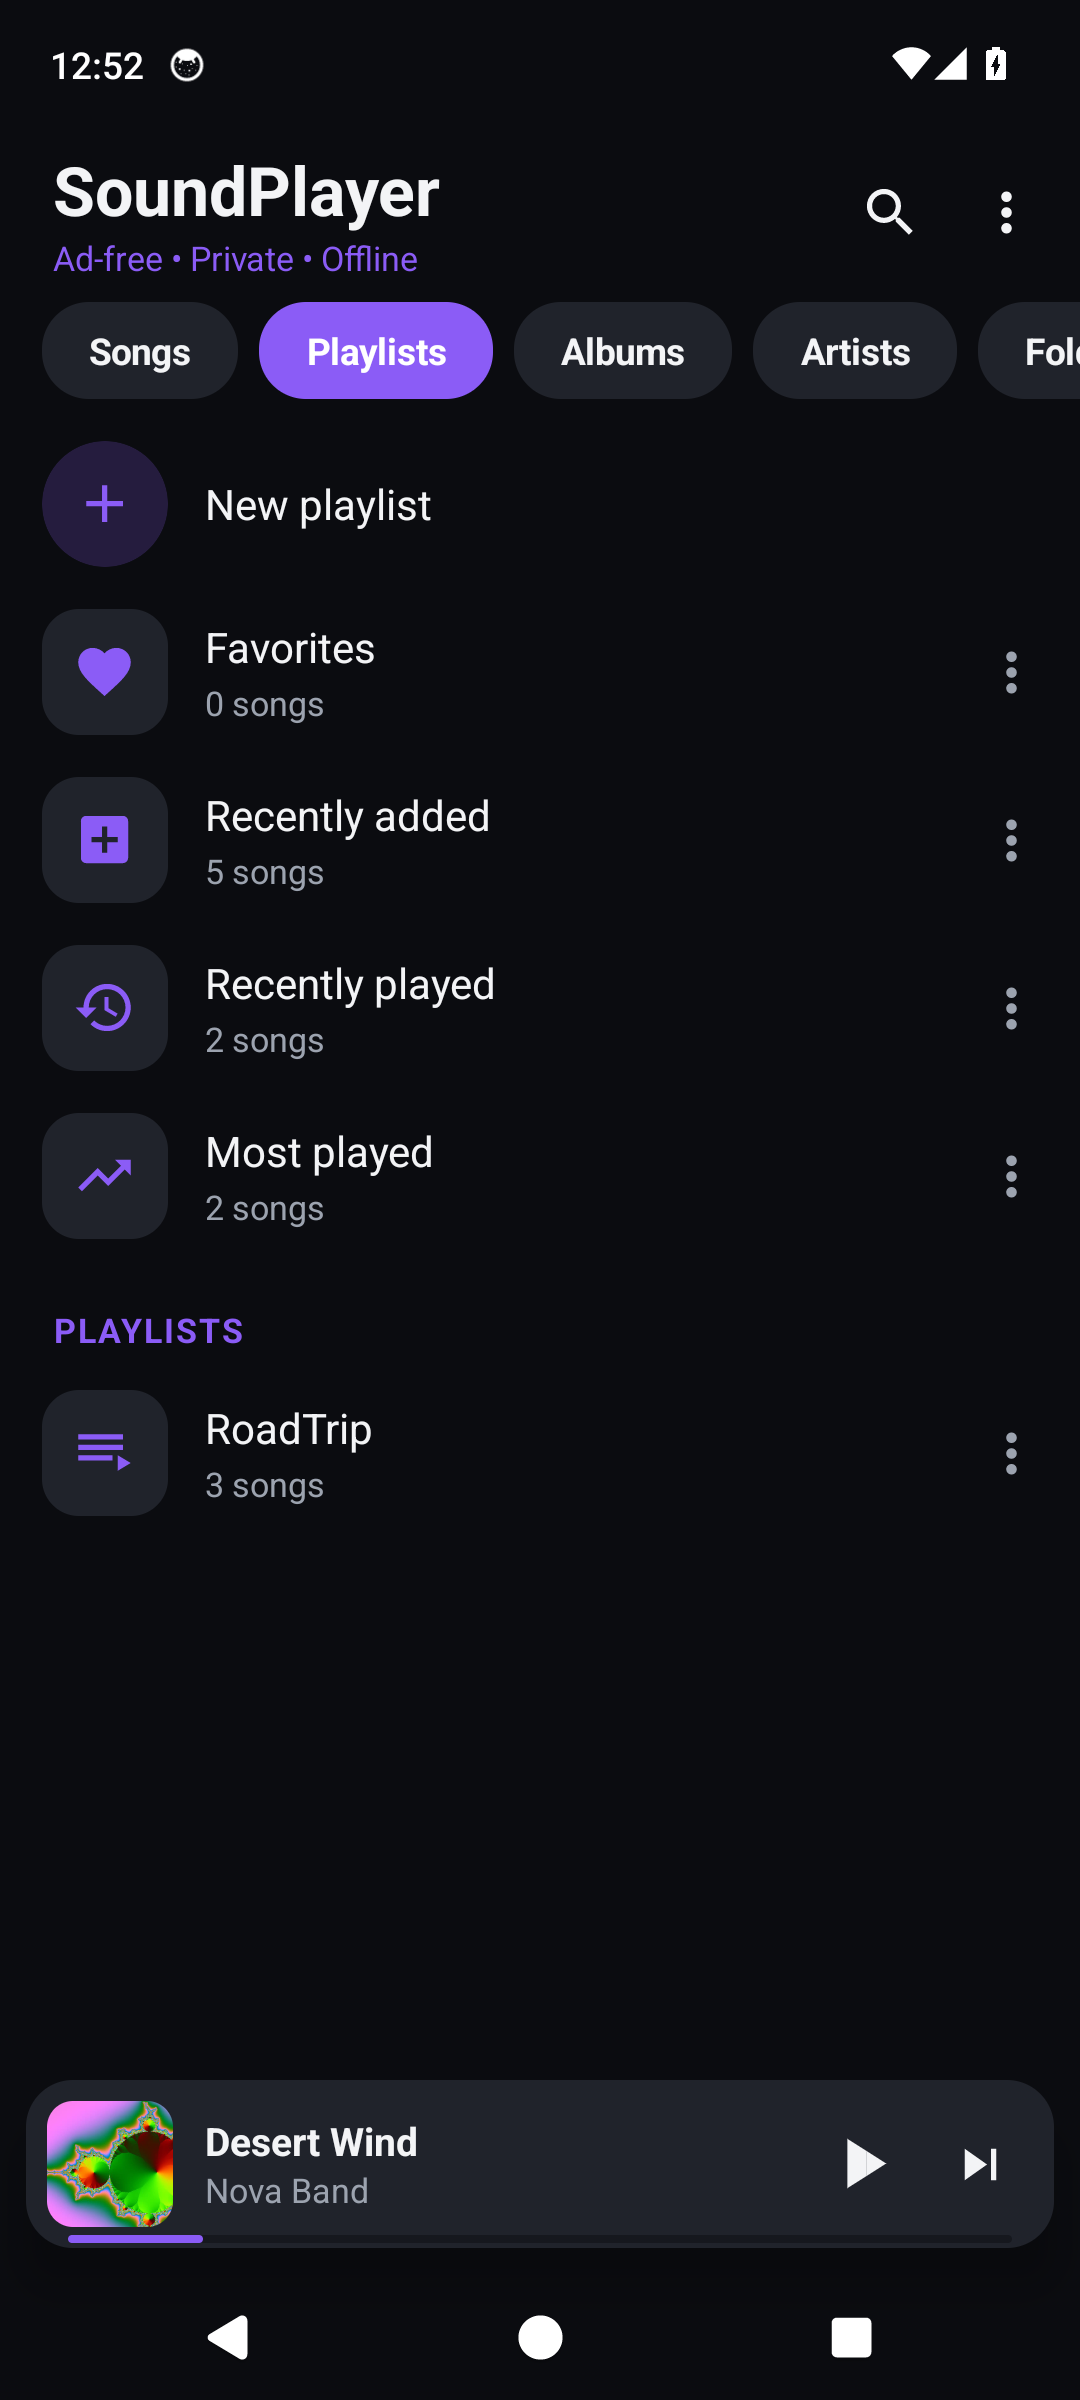 12:52
SoundPlayer
Ad-free • Private • Offline
Songs
Playlists
Albums
Artists
New playlist
Favorites
0 songs
Recently added
5 songs
Recently played
2 songs
Most played
2 songs
PLAYLISTS
RoadTrip
3 songs
Desert Wind
Nova Band